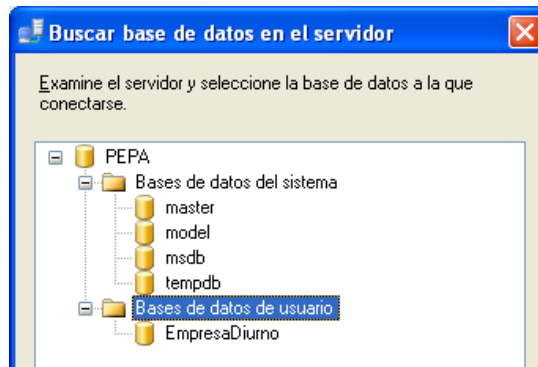 Buscar base de datos en el servidor
Examine el servidor y seleccione la base de datos a la que
conectarse.
PEPA
Bases de datos del sistema
master
model
msdb
tempdb
Bases de datos de usuario
EmpresaDiurno